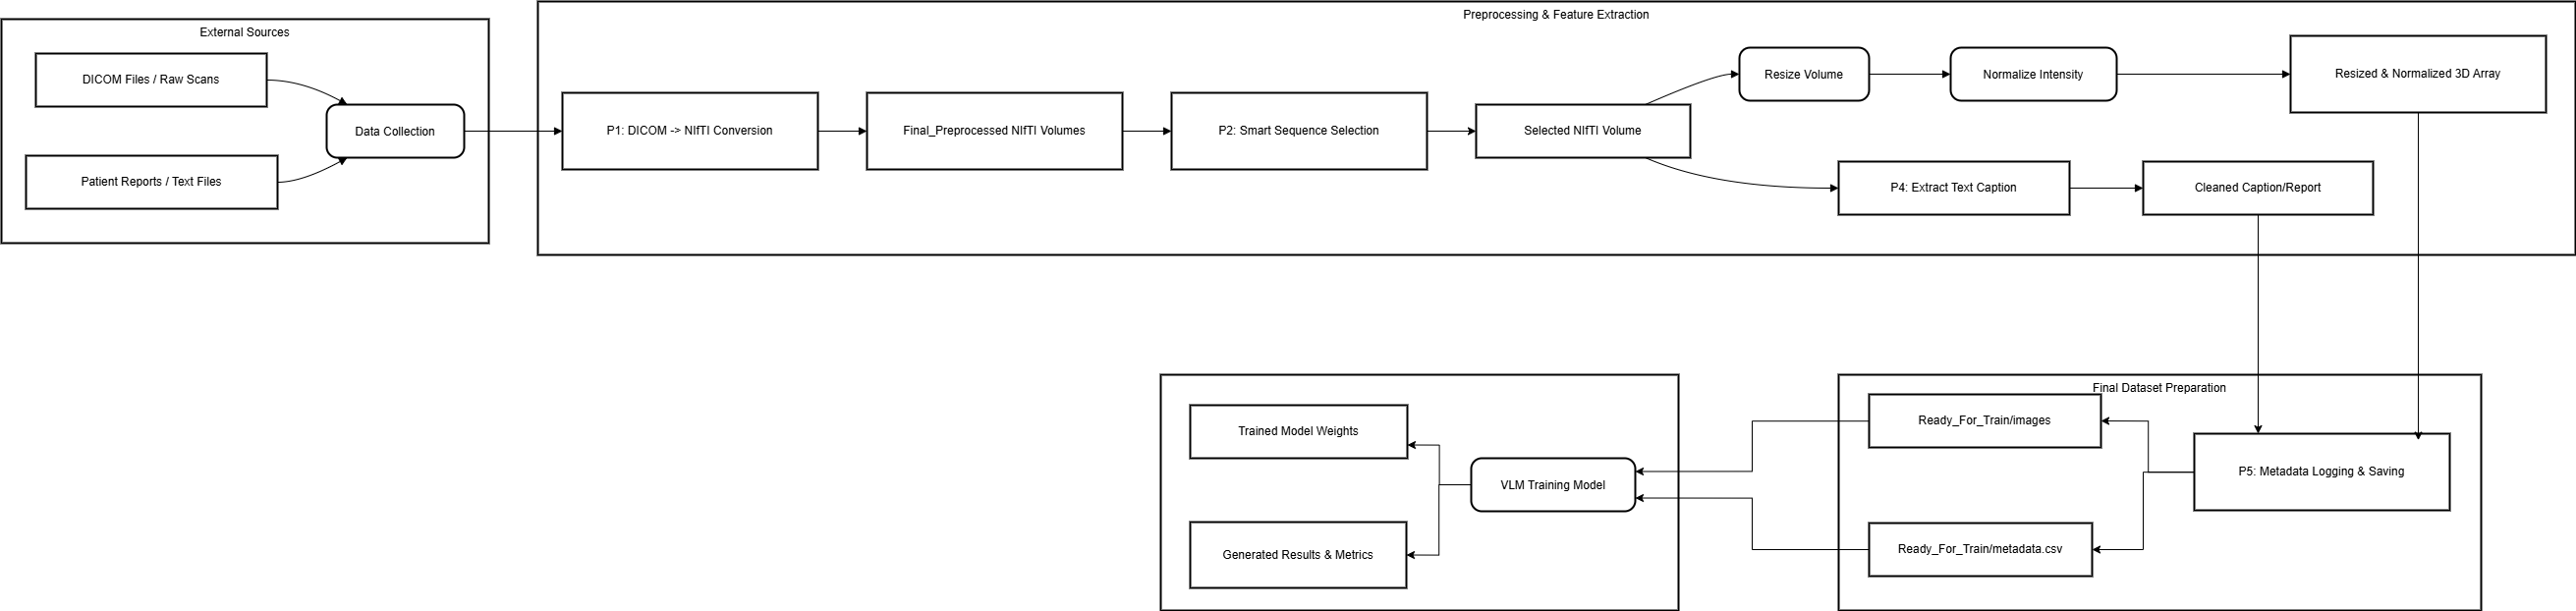 External Sources
DICOM Files / Raw Scans
Data Collection
Patient Reports / Text Files
Preprocessing & Feature Extraction
P1: DICOM -> NIfTI Conversion
Final_Preprocessed NIfTI Volumes
P2: Smart Sequence Selection
Selected NIfTI Volume
Resize Volume
Normalize Intensity
Resized & Normalized 3D Array
P4: Extract Text Caption
Cleaned Caption/Report
Final Dataset Preparation
Ready_For_Train/images
P5: Metadata Logging & Saving
Ready_For_Train/metadata.csv
Trained Model Weights
VLM Training Model
Generated Results & Metrics